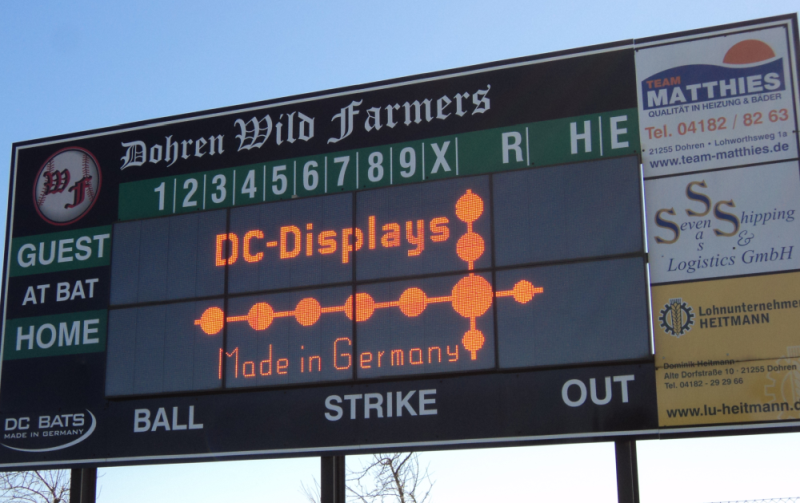 Dohren Wild Farmers
WF
1 2 3 4 5 6 7 8 9 X R H E
GUEST
AT BAT
HOME
DC-Displays
Made in Germany
BALL STRIKE OUT
DC BATS
MADE IN GERMANY
TEAM
MATTHIES
QUALITÄT IN HEIZUNG & BÄDER
Tel. 04182 / 82 63
21255 Dohren · Lohworthsweg 1a
www.team-matthies.de
Seven Seas Shipping
&
Logistics GmbH
Lohnunternehmen
HEITMANN
Dominik Heitmann
Alte Dorfstraße 10 · 21255 Dohren
Tel. 04182 - 29 29 66
www.lu-heitmann.c